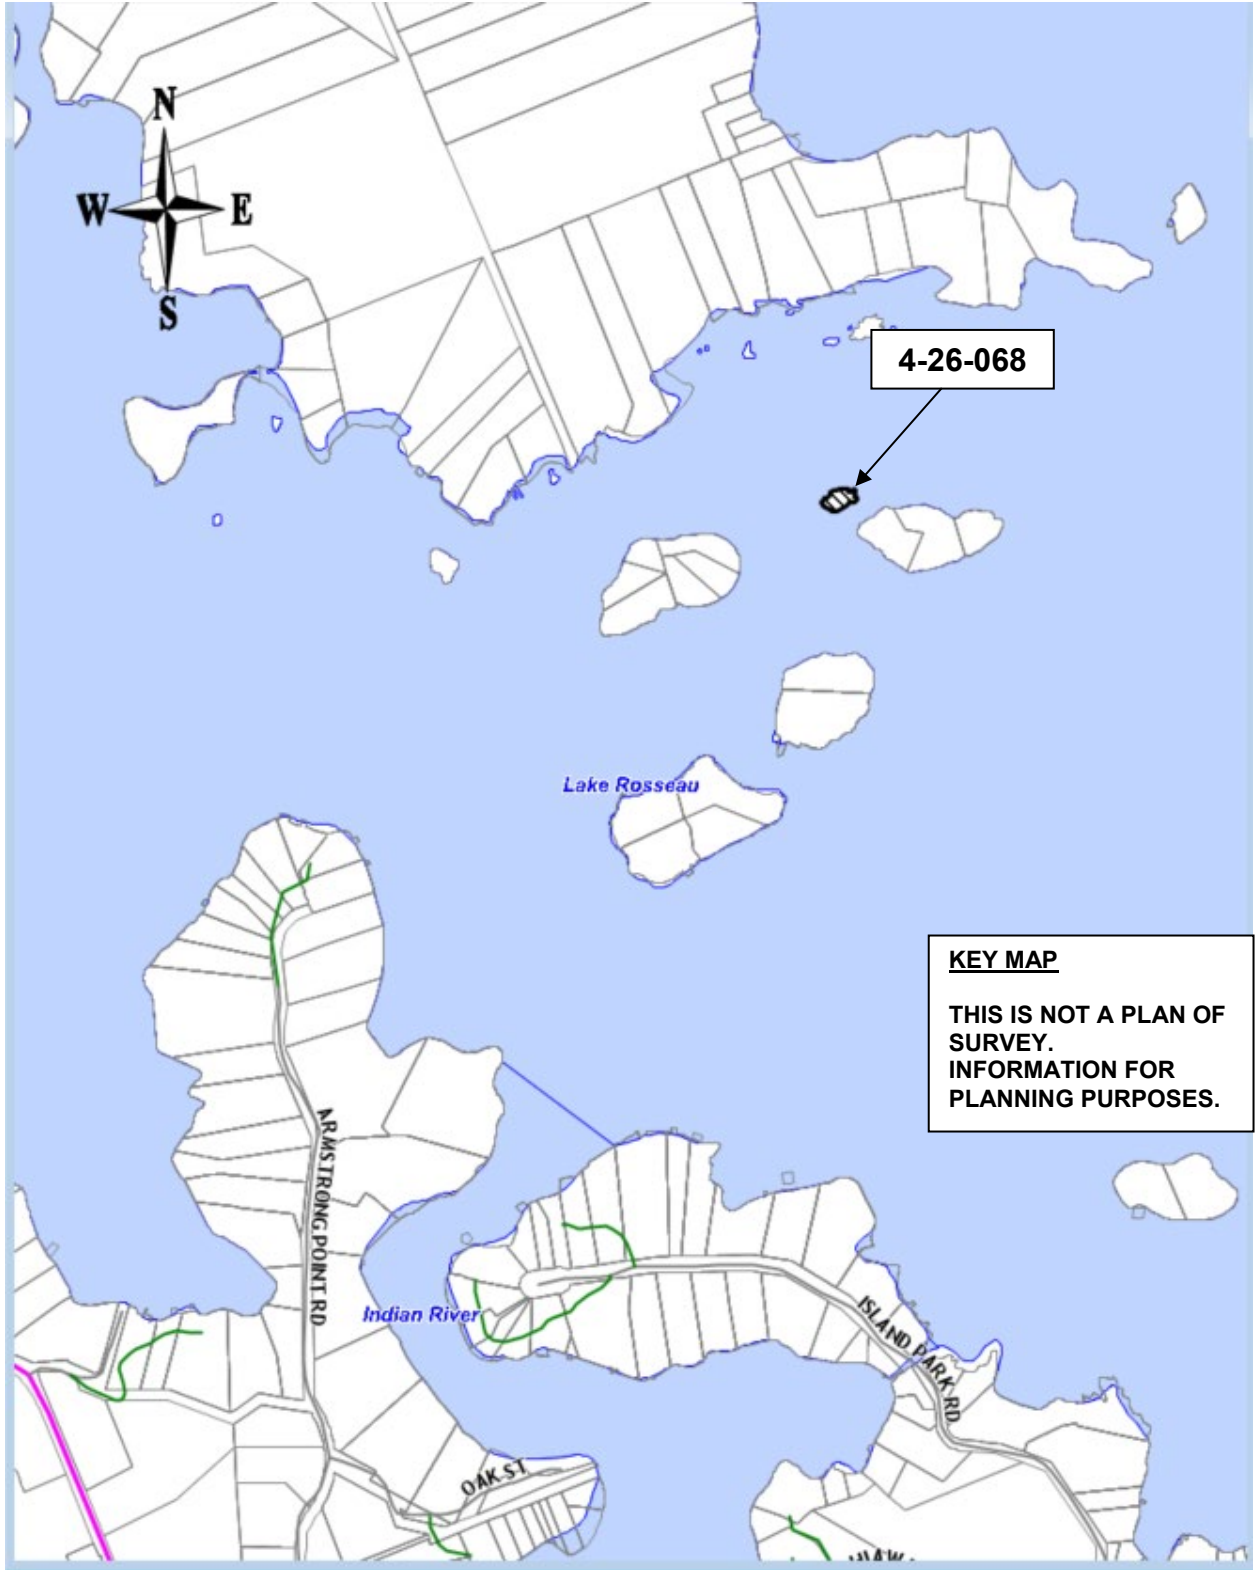 N
W E
S
4-26-068
Lake Rosseau
KEY MAP
THIS IS NOT A PLAN OF
SURVEY.
INFORMATION FOR
PLANNING PURPOSES.
ARMSTRONG POINT RD
Indian River
ISLAND PARK RD
OAK ST